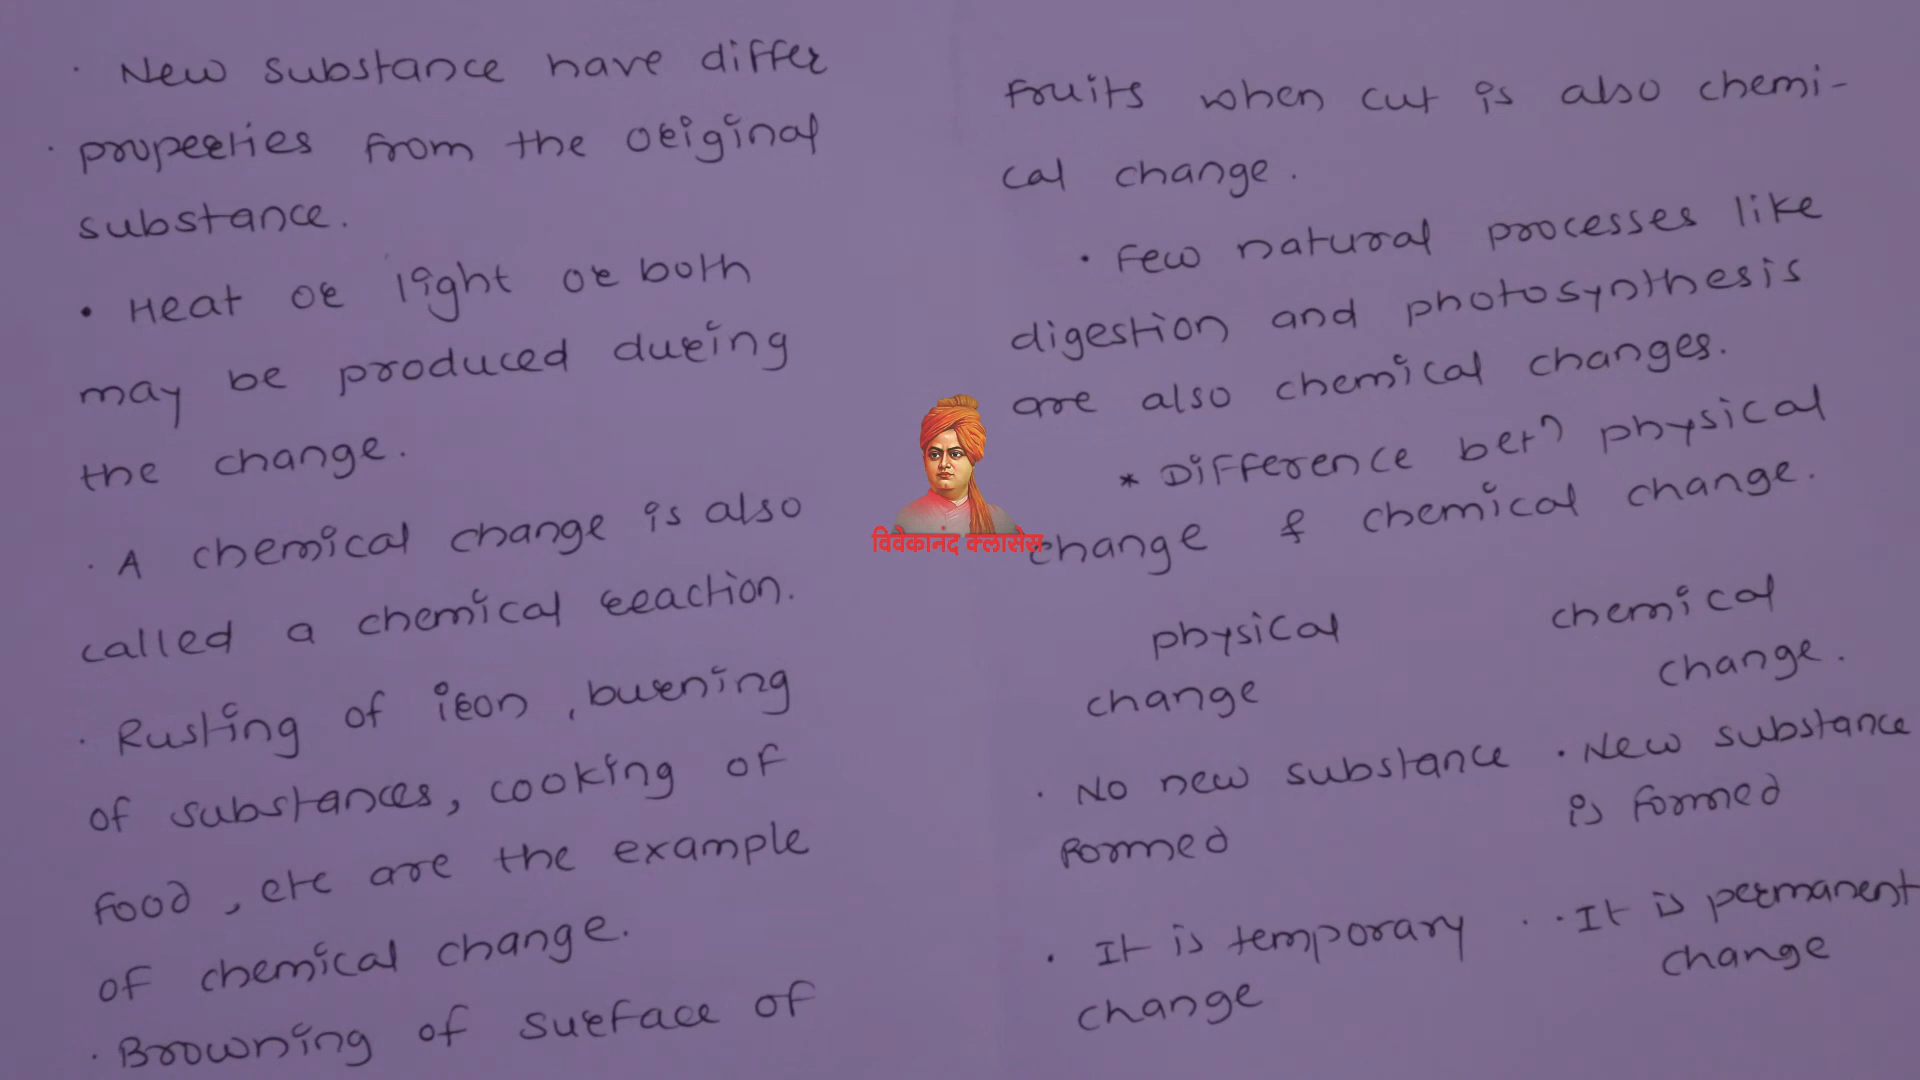 · New substance have differ
· properties from the original
substance.
· Heat or light or both
may be produced during
the change.
· A chemical change is also
called a chemical reaction.
· Rusting of iron, burning
of substances, cooking of
food, etc are the example
of chemical change.
· Browning of surface of
fruits when cut is also chemi-
cal change.
· Few natural processes like
digestion and photosynthesis
are also chemical changes.
* Difference betn physical
change & chemical change.
physical
change
· No new substance
formed
· It is temporary
change
chemical
change.
· New substance
is formed
· It is permanent
change
विवेकानंद क्लासेस